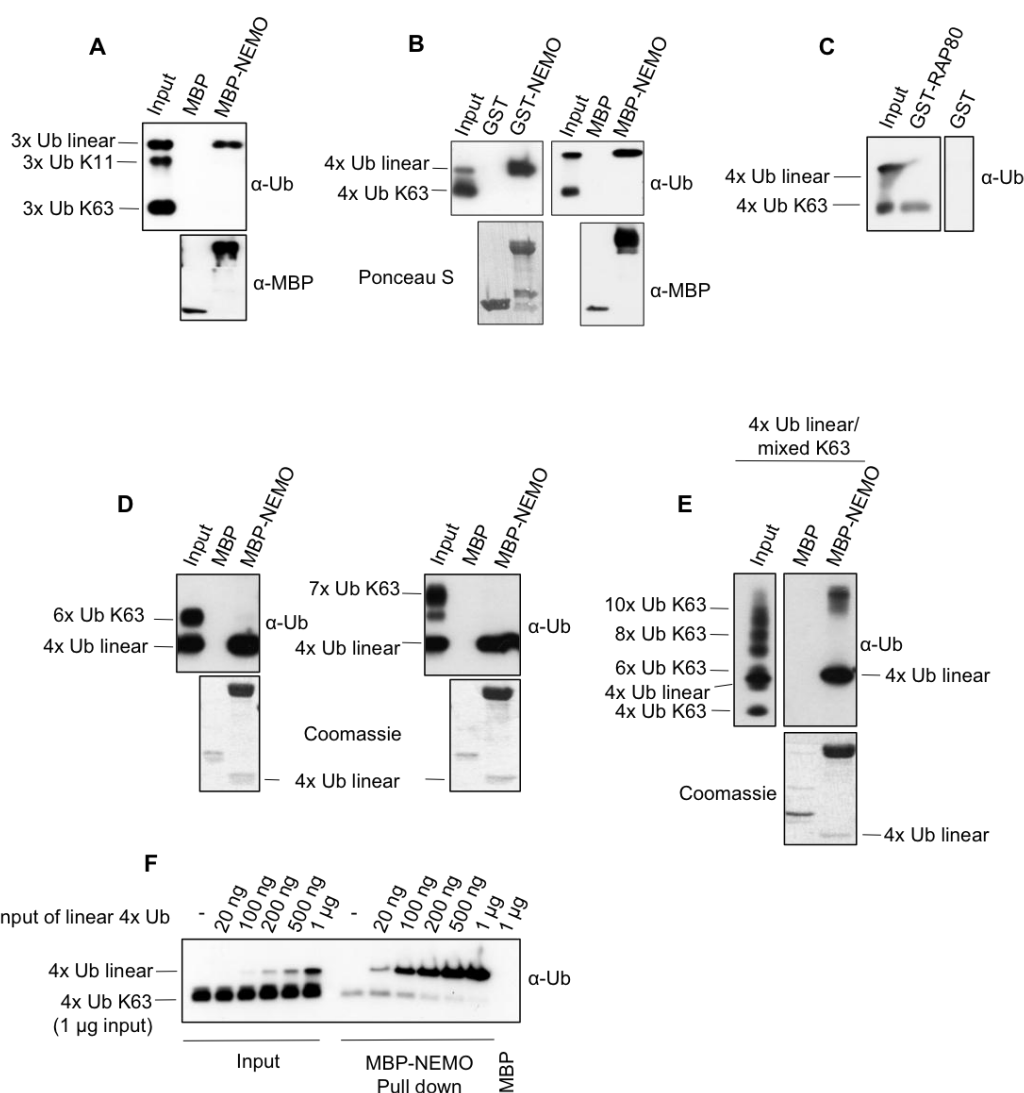 A
Input
MBP
MBP-NEMO
3x Ub linear
3x Ub K11
3x Ub K63
α-Ub
α-MBP
B
Input
GST
GST-NEMO
Input
MBP
MBP-NEMO
4x Ub linear
4x Ub K63
α-Ub
Ponceau S
α-MBP
C
Input
GST-RAP80
GST
4x Ub linear
4x Ub K63
α-Ub
D
Input
MBP
MBP-NEMO
6x Ub K63
4x Ub linear
α-Ub
Input
MBP
MBP-NEMO
7x Ub K63
4x Ub linear
α-Ub
Coomassie
4x Ub linear
E
4x Ub linear/
mixed K63
Input
MBP
MBP-NEMO
10x Ub K63
8x Ub K63
6x Ub K63
4x Ub linear
4x Ub K63
α-Ub
4x Ub linear
Coomassie
4x Ub linear
F
nput of linear 4x Ub
-
20 ng
100 ng
200 ng
500 ng
1 µg
-
20 ng
100 ng
200 ng
500 ng
1 µg
1 µg
4x Ub linear
4x Ub K63
(1 µg input)
α-Ub
Input
MBP-NEMO
Pull down
MBP